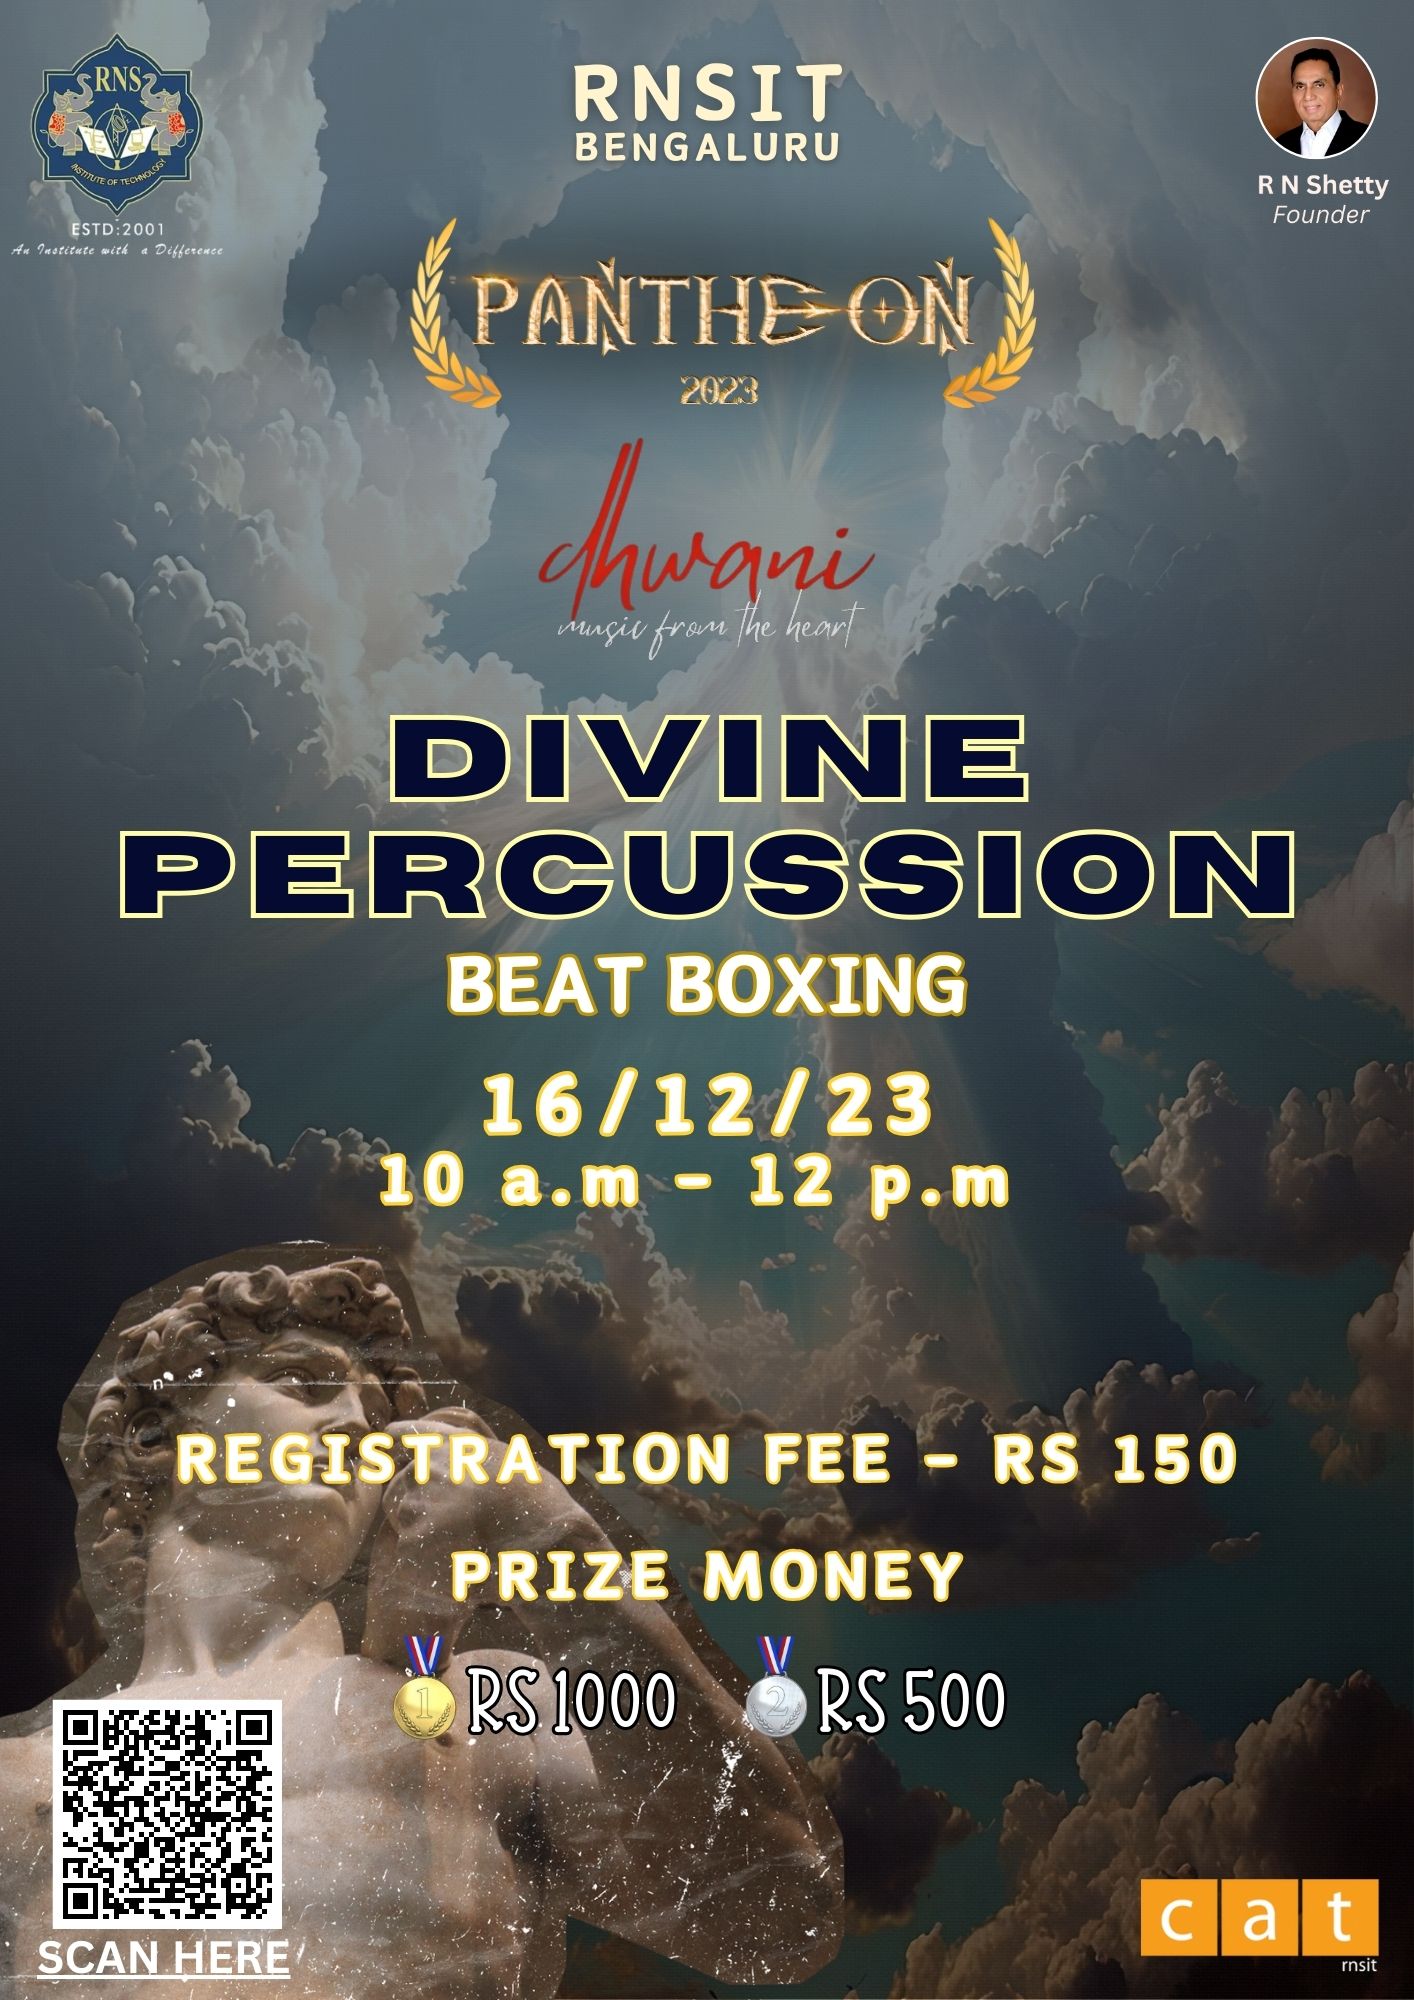 RNS
INSTITUTE OF TECHNOLOGY
ESTD:2001
An Institute with a Difference
RNSIT
BENGALURU
R N Shetty
Founder
PANTHEON
2023
dhwani
music from the heart
DIVINE
PERCUSSION
BEAT BOXING
16/12/23
10 a.m - 12 p.m
REGISTRATION FEE - RS 150
PRIZE MONEY
1 RS 1000 2 RS 500
SCAN HERE
cat
rnsit